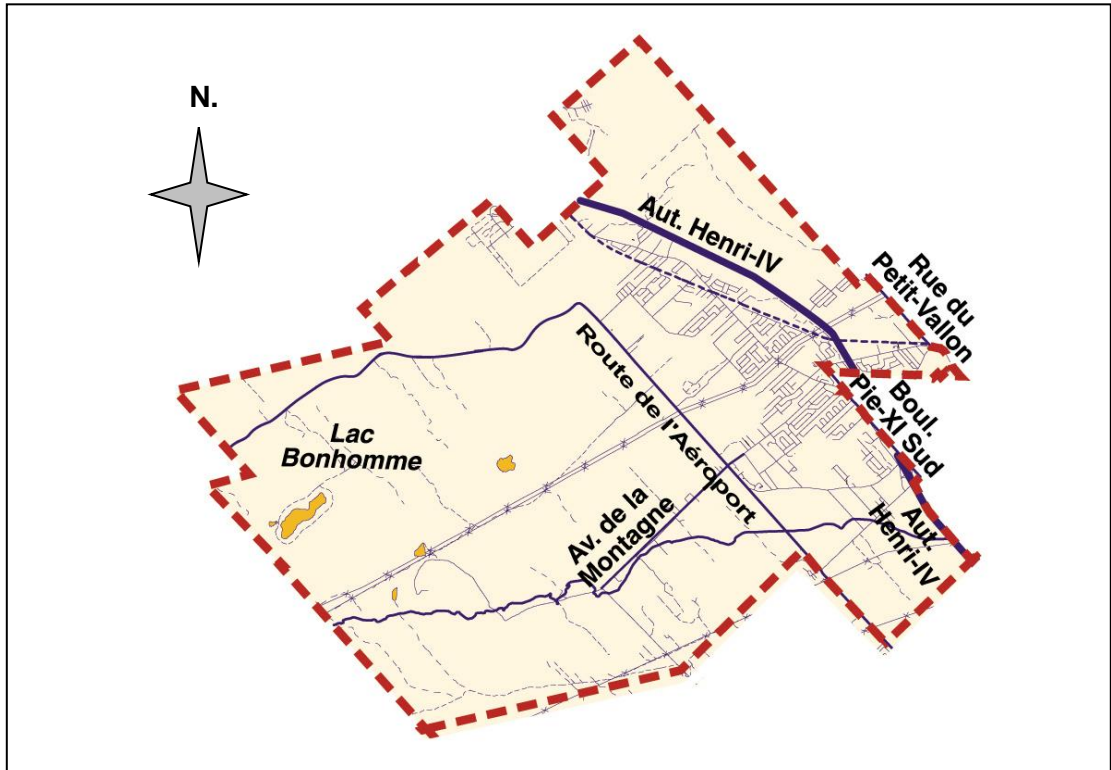 N.
Aut. Henri-IV
Rue du
Petit-Vallon
Route de l'Aéroport
Boul.
Pie-XI Sud
Lac
Bonhomme
Av. de la
Montagne
Aut.
Henri-IV